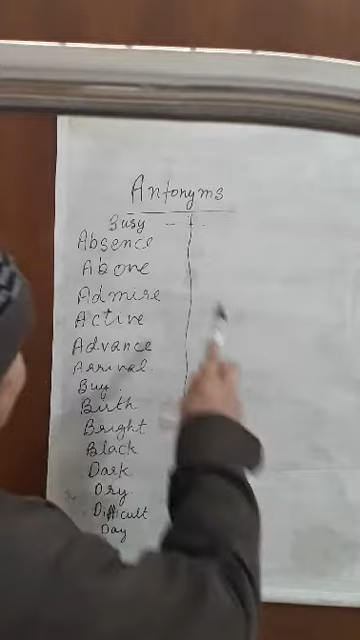 Antonyms
Busy -
Absence
Above
Admire
Active
Advance
Arrival.
Buy.
Birth
Bright
Black
Dark
Dry.
Difficult
Day